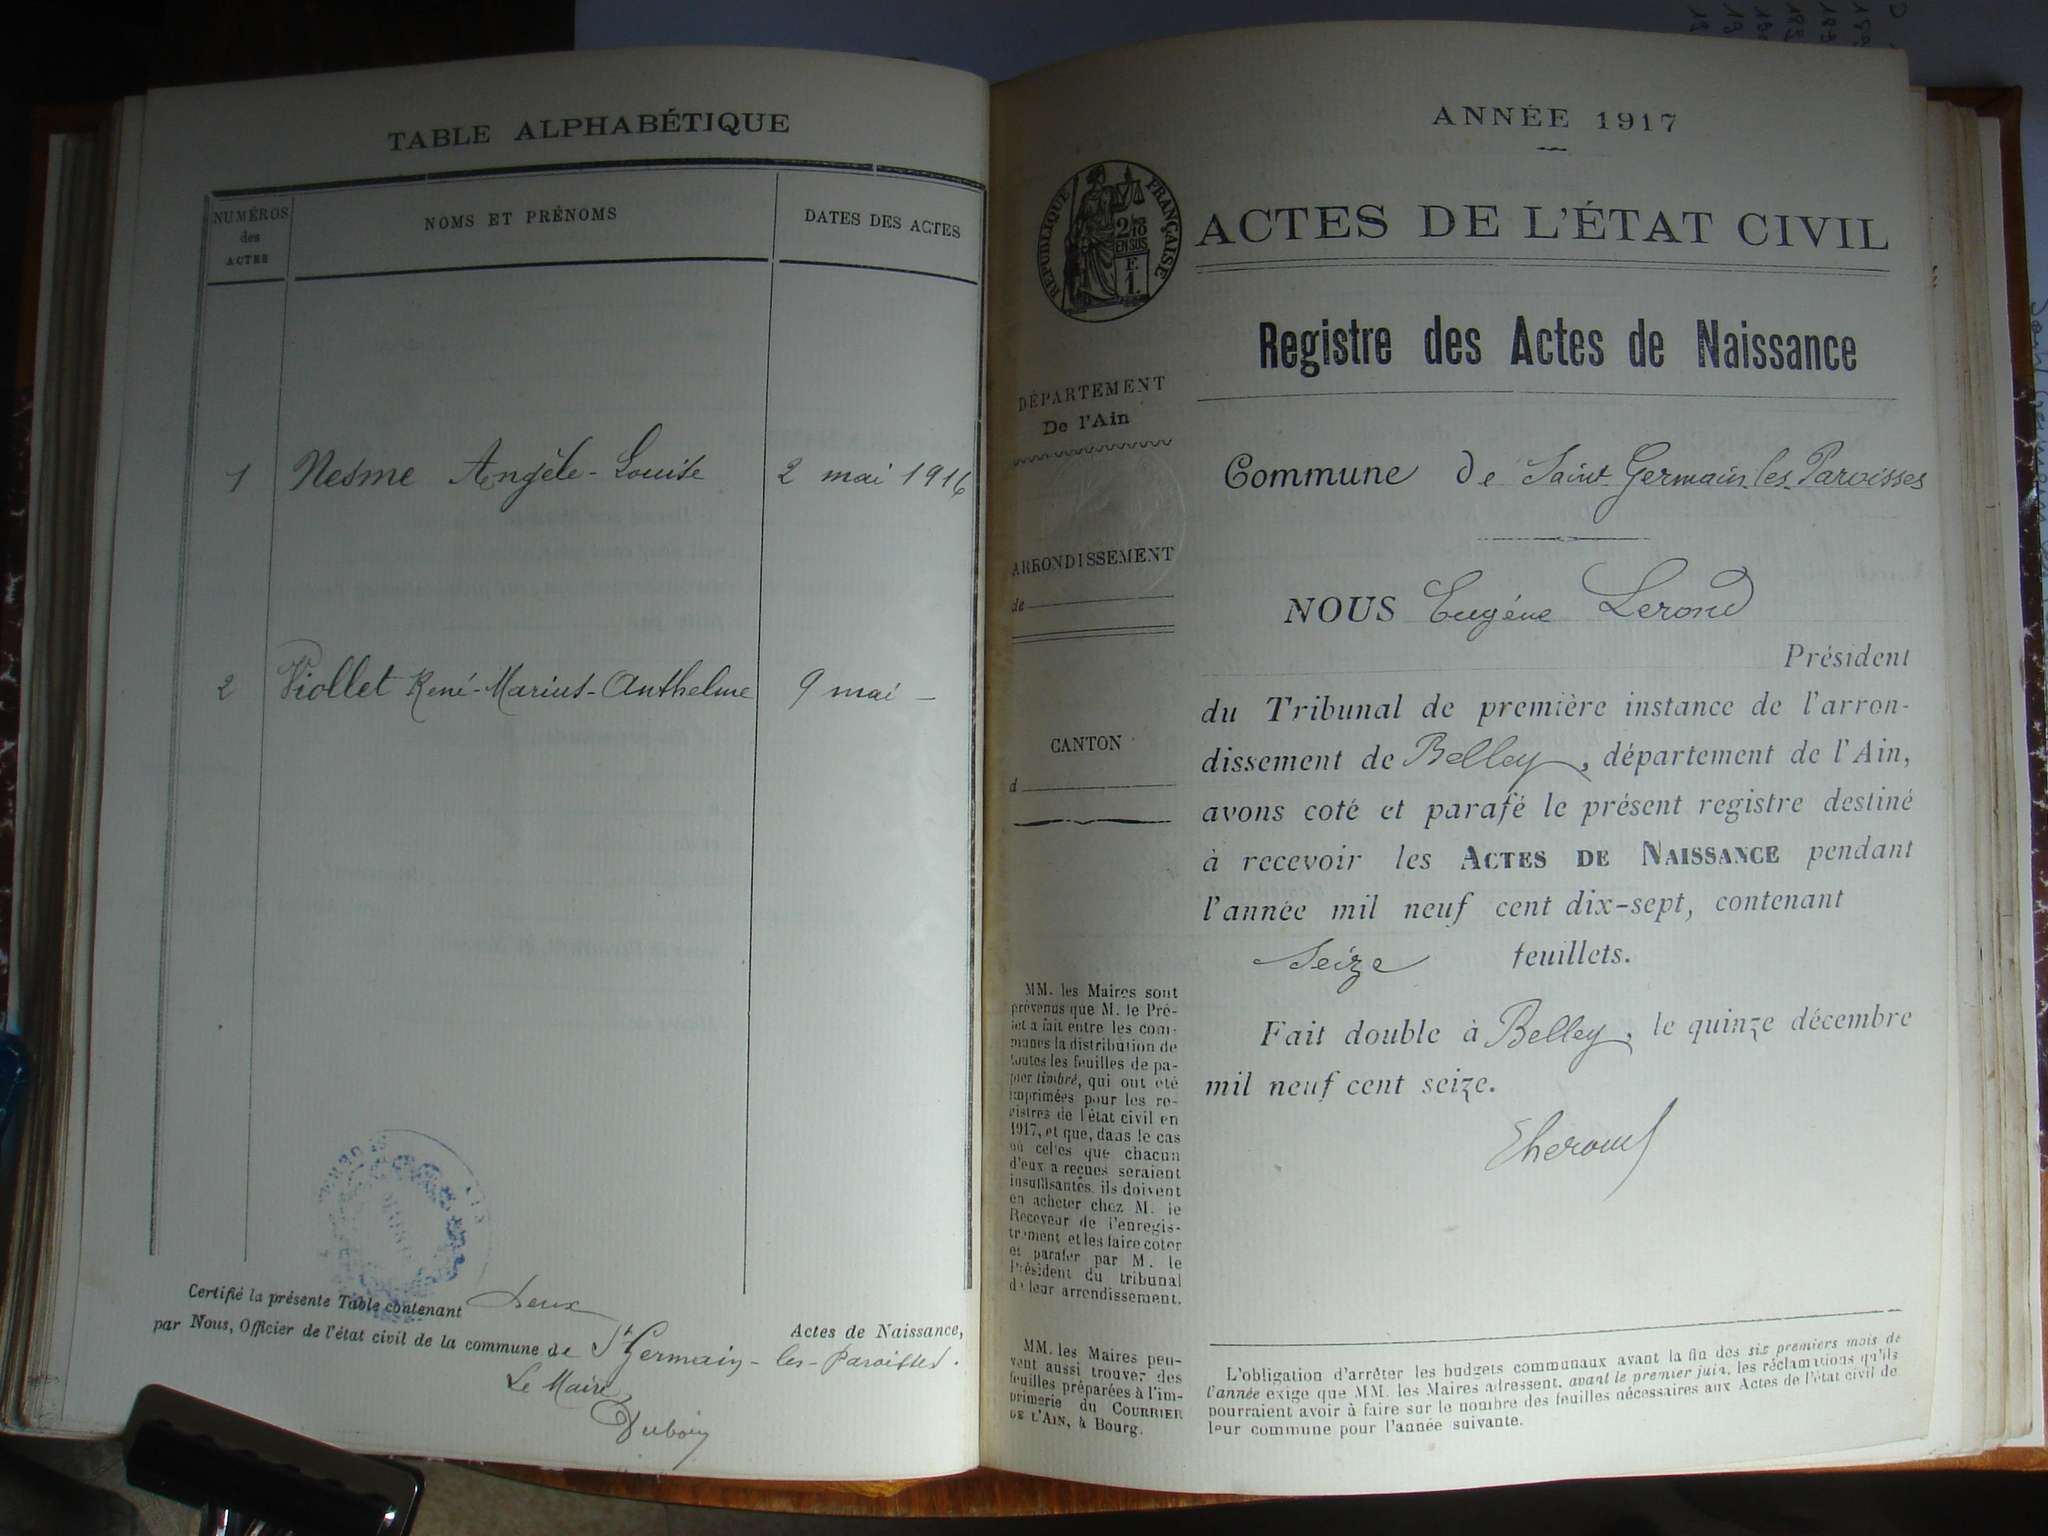 TABLE ALPHABÉTIQUE
NUMÉROS
des
ACTES
NOMS ET PRÉNOMS
DATES DES ACTES
1 Nesme Angèle-Louise 2 mai 1916
2 Viollet René-Marius-Anthelme 9 mai —
Certifié la présente Table contenant Deux Actes de Naissance,
par Nous, Officier de l'état civil de la commune de St Germain-les-Paroisses.
Le Maire
Duboin
ANNÉE 1917
RÉPUBLIQUE FRANÇAISE
2/10
EN SUS
F.
1.
ACTES DE L'ÉTAT CIVIL
Registre des Actes de Naissance
DÉPARTEMENT
De l'Ain
ARRONDISSEMENT
de
CANTON
d
MM. les Maires sont
prévenus que M. le Pré-
fet a fait entre les com-
munes la distribution de
toutes les feuilles de pa-
pier timbré, qui ont été
imprimées pour les re-
gistres de l'état civil en
1917, et que, dans le cas
où celles que chacun
d'eux a reçues seraient
insuffisantes, ils doivent
en acheter chez M. le
Receveur de l'enregis-
trement et les faire coter
et parafer par M. le
Président du tribunal
de leur arrondissement.
MM. les Maires peu-
vent aussi trouver des
feuilles préparées à l'im-
primerie du COURRIER
DE L'AIN, à Bourg.
Commune de Saint Germain les Paroisses
NOUS Eugène Lerond
Président
du Tribunal de première instance de l'arron-
dissement de Belley, département de l'Ain,
avons coté et parafé le présent registre destiné
à recevoir les ACTES DE NAISSANCE pendant
l'année mil neuf cent dix-sept, contenant
Seize feuillets.
Fait double à Belley, le quinze décembre
mil neuf cent seize.
L'obligation d'arrêter les budgets communaux avant la fin des six premiers mois de
l'année exige que MM. les Maires adressent, avant le premier juin, les réclamations qu'ils
pourraient avoir à faire sur le nombre des feuilles nécessaires aux Actes de l'état civil de
leur commune pour l'année suivante.